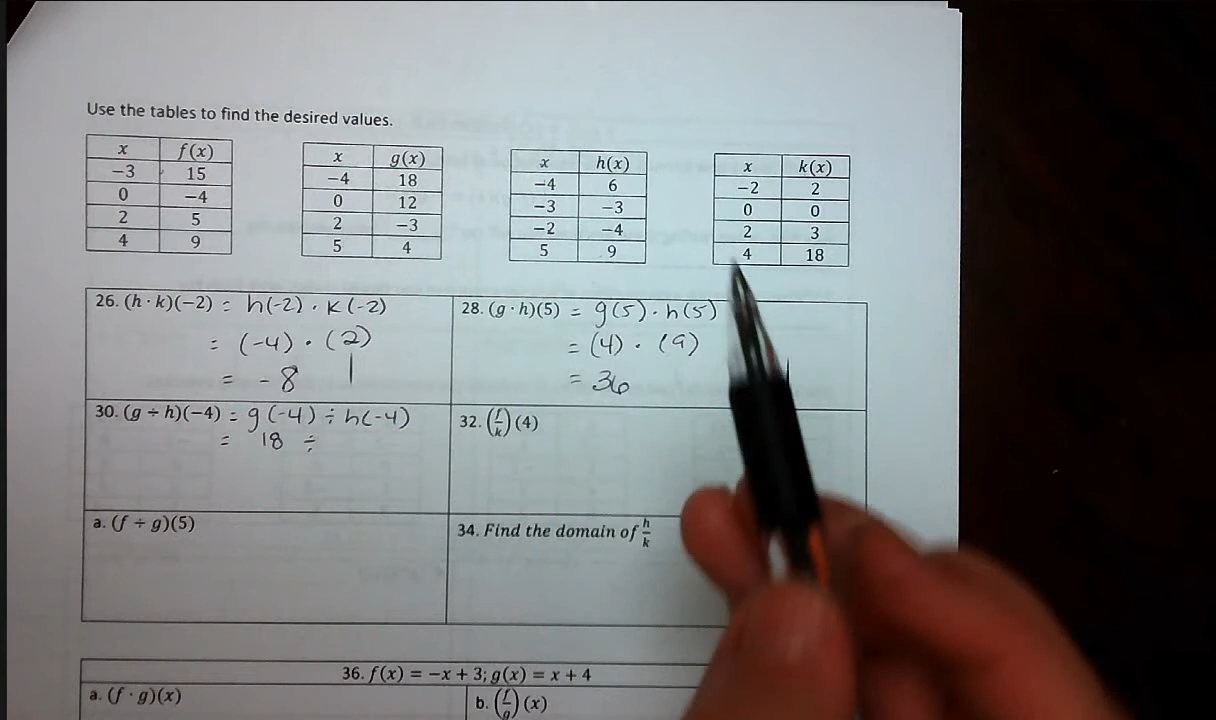 Use the tables to find the desired values.
x f(x)
−3 15
0 −4
2 5
4 9
x g(x)
−4 18
0 12
2 −3
5 4
x h(x)
−4 6
−3 −3
−2 −4
5 9
x k(x)
−2 2
0 0
2 3
4 18
26. (h · k)(−2) = h(-2) · k(-2)
= (-4) · (2)
= -8
28. (g · h)(5) = g(5) · h(5)
= (4) · (9)
= 36
30. (g ÷ h)(−4) = g(-4) ÷ h(-4)
= 18 ÷
32. (f/k)(4)
a. (f ÷ g)(5)
34. Find the domain of h/k
36. f(x) = −x + 3; g(x) = x + 4
a. (f · g)(x)
b. (f/g)(x)